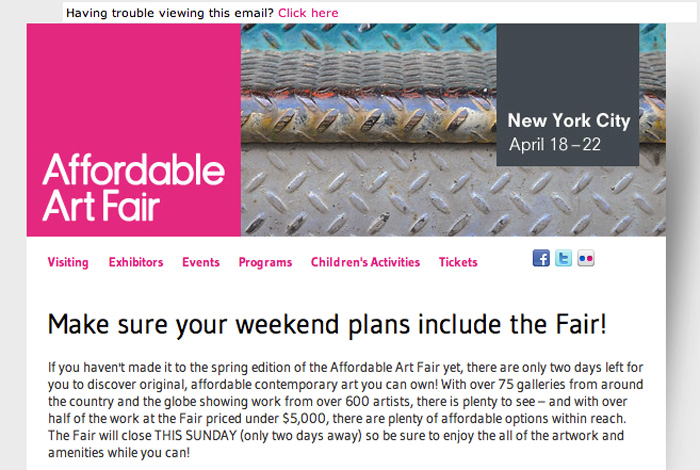 Having trouble viewing this email? Click here
New York City
April 18 – 22
Affordable
Art Fair
Visiting Exhibitors Events Programs Children's Activities Tickets
Make sure your weekend plans include the Fair!
If you haven't made it to the spring edition of the Affordable Art Fair yet, there are only two days left for
you to discover original, affordable contemporary art you can own! With over 75 galleries from around
the country and the globe showing work from over 600 artists, there is plenty to see – and with over
half of the work at the Fair priced under $5,000, there are plenty of affordable options within reach.
The Fair will close THIS SUNDAY (only two days away) so be sure to enjoy the all of the artwork and
amenities while you can!